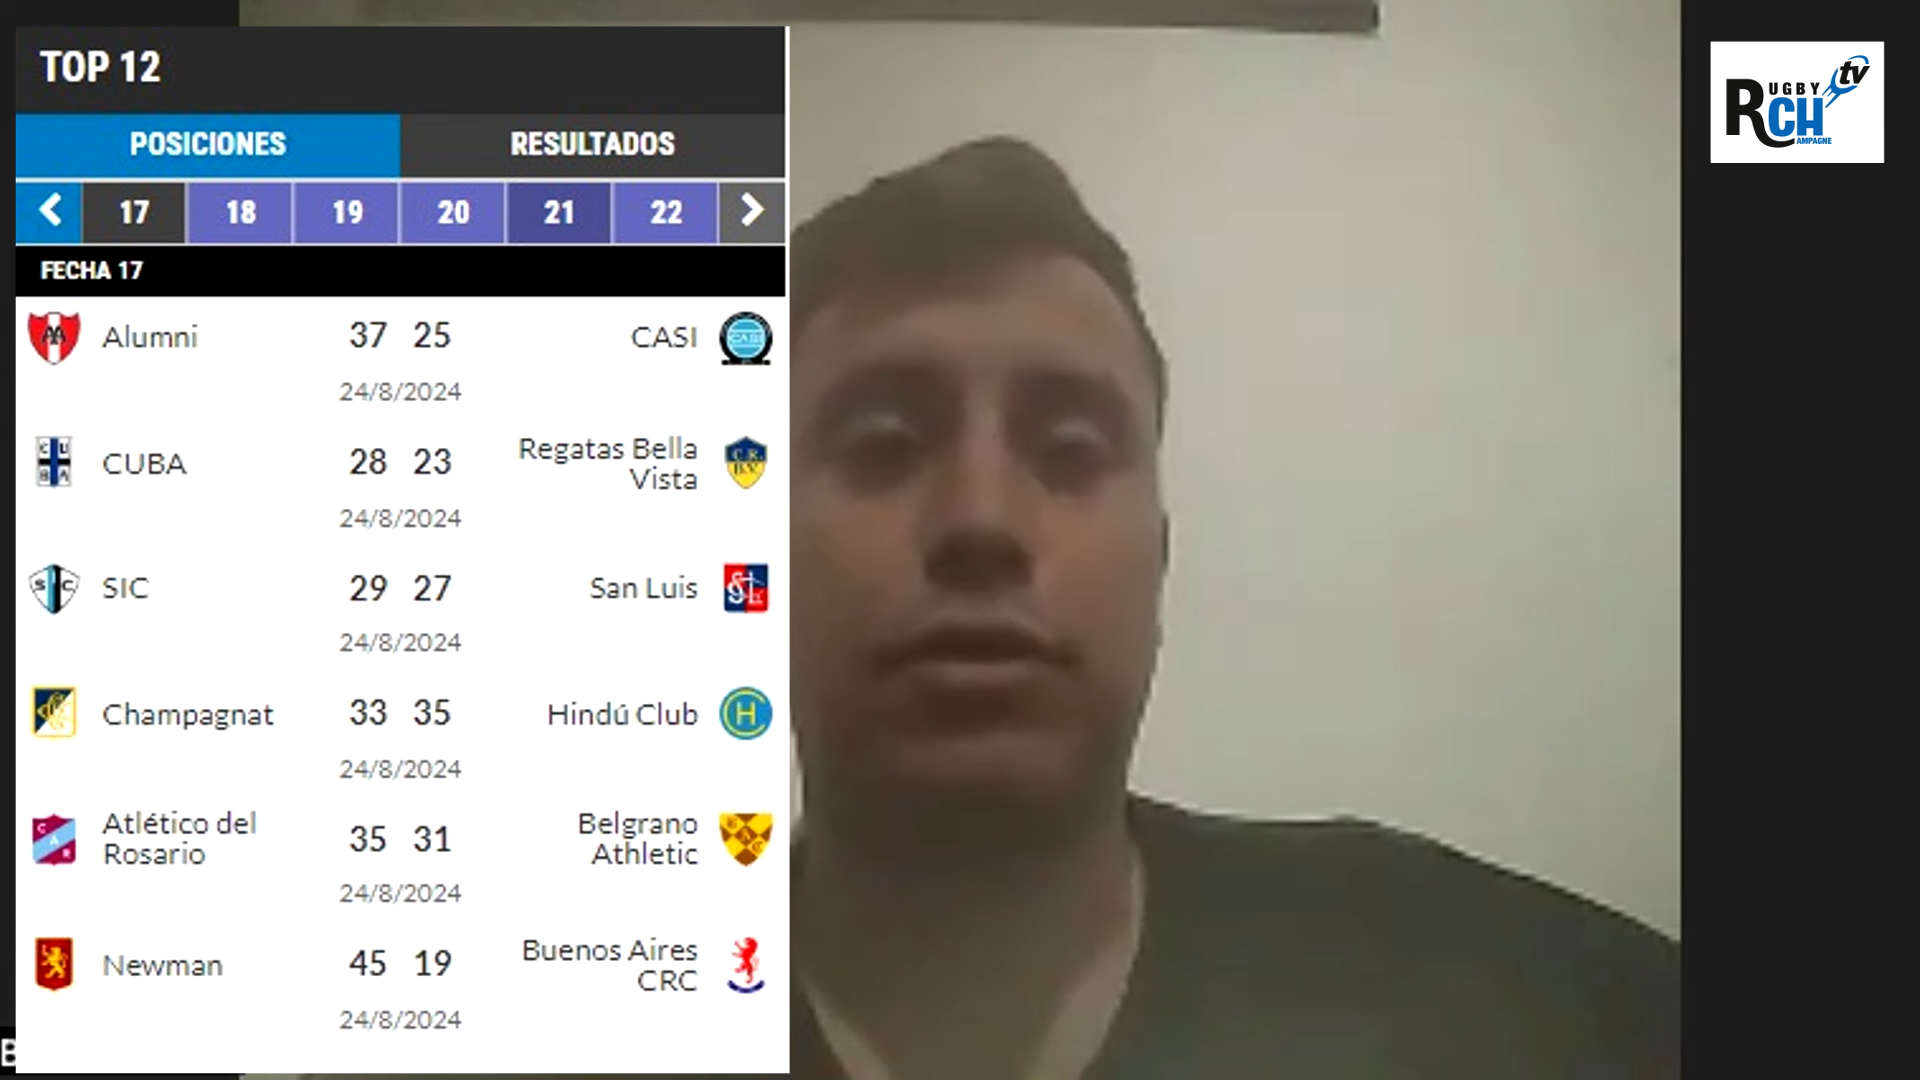 TOP 12
POSICIONES
RESULTADOS
17 18 19 20 21 22
FECHA 17
Alumni 37 25 CASI
24/8/2024
CUBA 28 23 Regatas Bella
Vista
24/8/2024
SIC 29 27 San Luis
24/8/2024
Champagnat 33 35 Hindú Club
24/8/2024
Atlético del
Rosario
35 31
Belgrano
Athletic
24/8/2024
Newman 45 19 Buenos Aires
CRC
24/8/2024
RUGBY tv
CHAMPAGNE